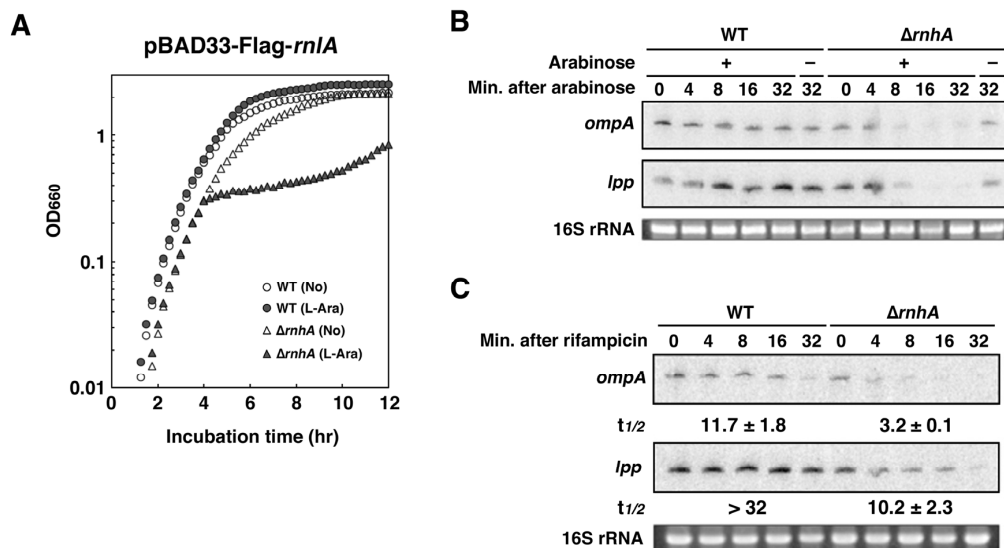 A
pBAD33-Flag-rnlA
OD660
1
0.1
0.01
0 2 4 6 8 10 12
Incubation time (hr)
WT (No)
WT (L-Ara)
ΔrnhA (No)
ΔrnhA (L-Ara)
B
WT ΔrnhA
Arabinose + − + −
Min. after arabinose 0 4 8 16 32 32 0 4 8 16 32 32
ompA
lpp
16S rRNA
C
WT ΔrnhA
Min. after rifampicin 0 4 8 16 32 0 4 8 16 32
ompA
t1/2 11.7 ± 1.8 3.2 ± 0.1
lpp
t1/2 > 32 10.2 ± 2.3
16S rRNA